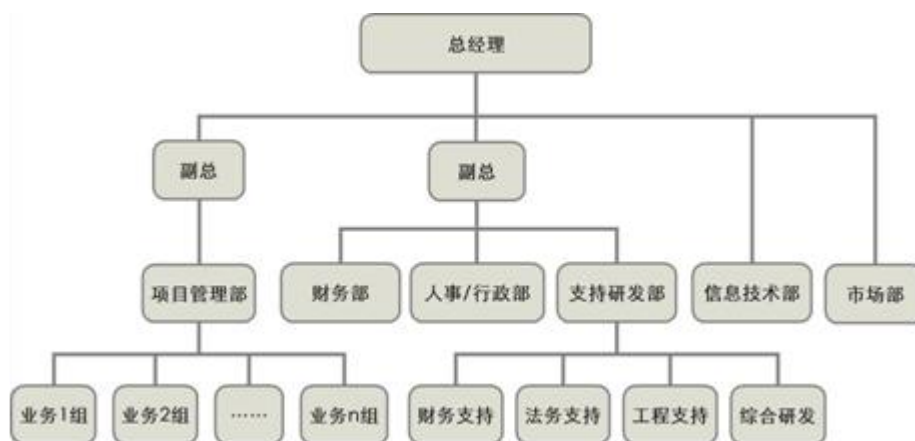 总经理
副总
副总
项目管理部
财务部
人事/行政部
支持研发部
信息技术部
市场部
业务1组
业务2组
……
业务n组
财务支持
法务支持
工程支持
综合研发